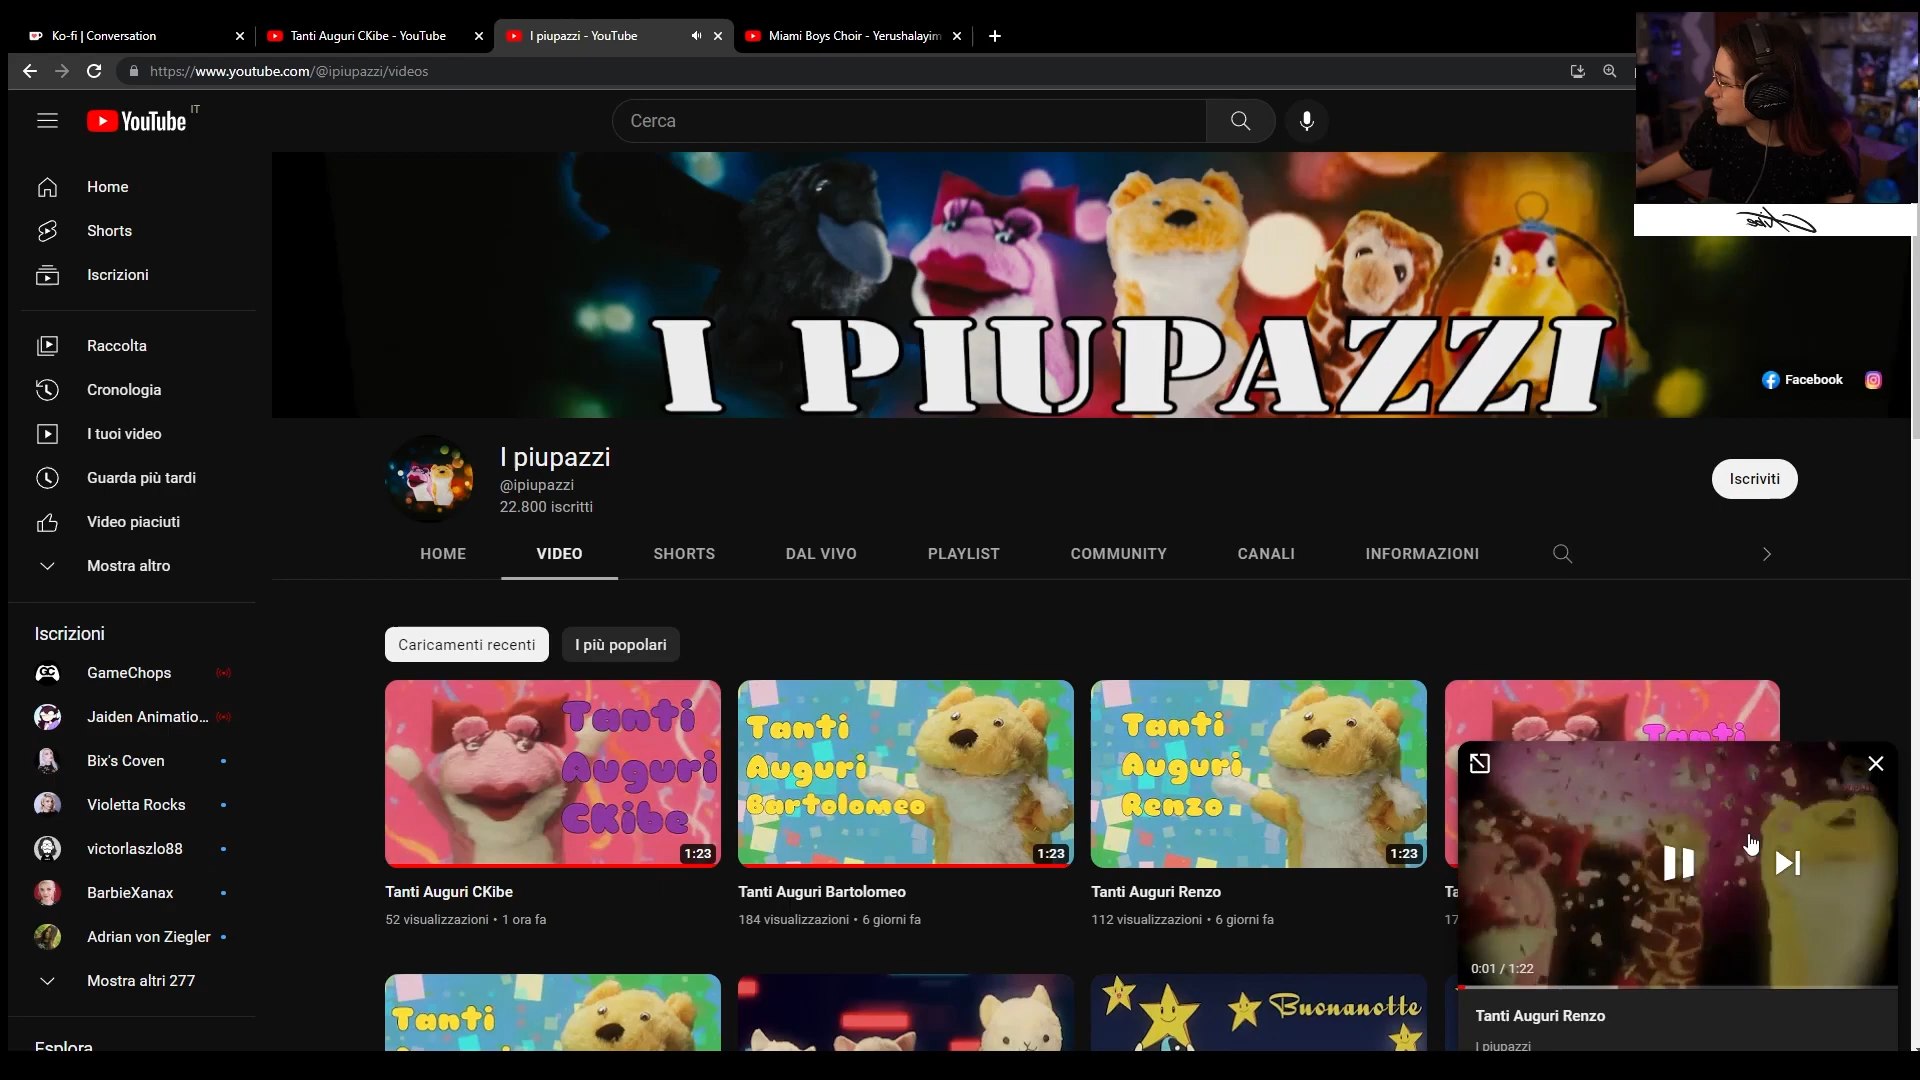 Ko-fi | Conversation
Tanti Auguri CKibe - YouTube
I piupazzi - YouTube
Miami Boys Choir - Yerushalayim
https://www.youtube.com/@ipiupazzi/videos
YouTube IT
Cerca
Home
Shorts
Iscrizioni
Raccolta
Cronologia
I tuoi video
Guarda più tardi
Video piaciuti
Mostra altro
Iscrizioni
GameChops
Jaiden Animatio...
Bix's Coven
Violetta Rocks
victorlaszlo88
BarbieXanax
Adrian von Ziegler
Mostra altri 277
Esplora
I PIUPAZZI
Facebook
I piupazzi
@ipiupazzi
22.800 iscritti
Iscriviti
HOME
VIDEO
SHORTS
DAL VIVO
PLAYLIST
COMMUNITY
CANALI
INFORMAZIONI
Caricamenti recenti
I più popolari
Tanti
Auguri
CKibe
1:23
Tanti Auguri CKibe
52 visualizzazioni • 1 ora fa
Tanti
Auguri
Bartolomeo
1:23
Tanti Auguri Bartolomeo
184 visualizzazioni • 6 giorni fa
Tanti
Auguri
Renzo
1:23
Tanti Auguri Renzo
112 visualizzazioni • 6 giorni fa
Tanti
Ta
17
0:01 / 1:22
Tanti Auguri Renzo
I piupazzi
Tanti
Buonanotte